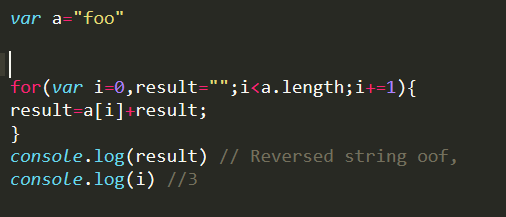 var a="foo"
for(var i=0,result="";i<a.length;i+=1){
result=a[i]+result;
}
console.log(result) // Reversed string oof,
console.log(i) //3